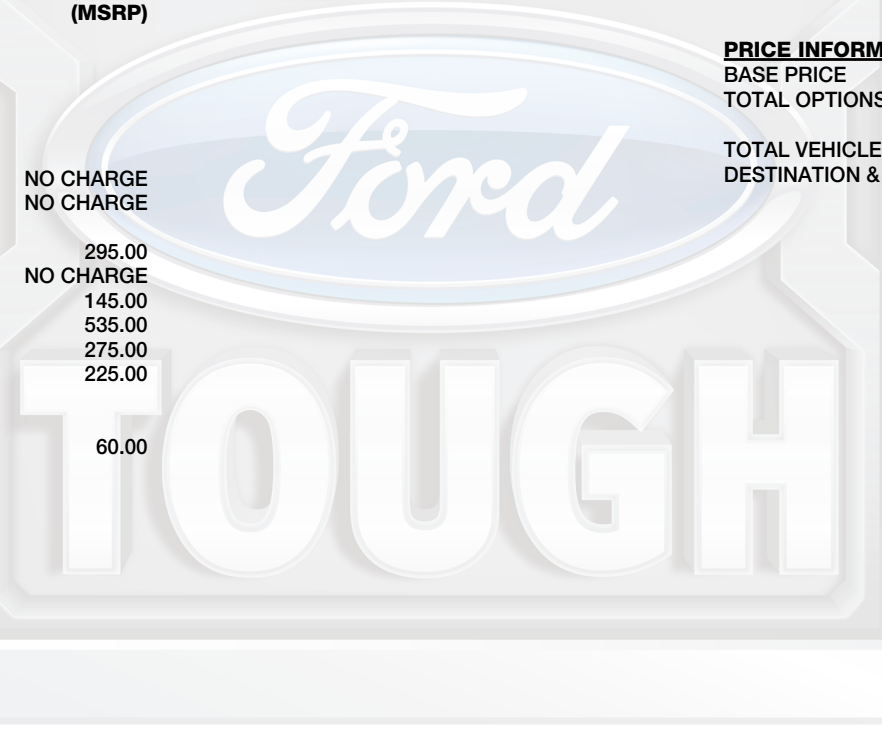 (MSRP)
NO CHARGE
NO CHARGE
295.00
NO CHARGE
145.00
535.00
275.00
225.00
60.00
PRICE INFORM
BASE PRICE
TOTAL OPTIONS
TOTAL VEHICLE
DESTINATION &
Ford
TOUGH